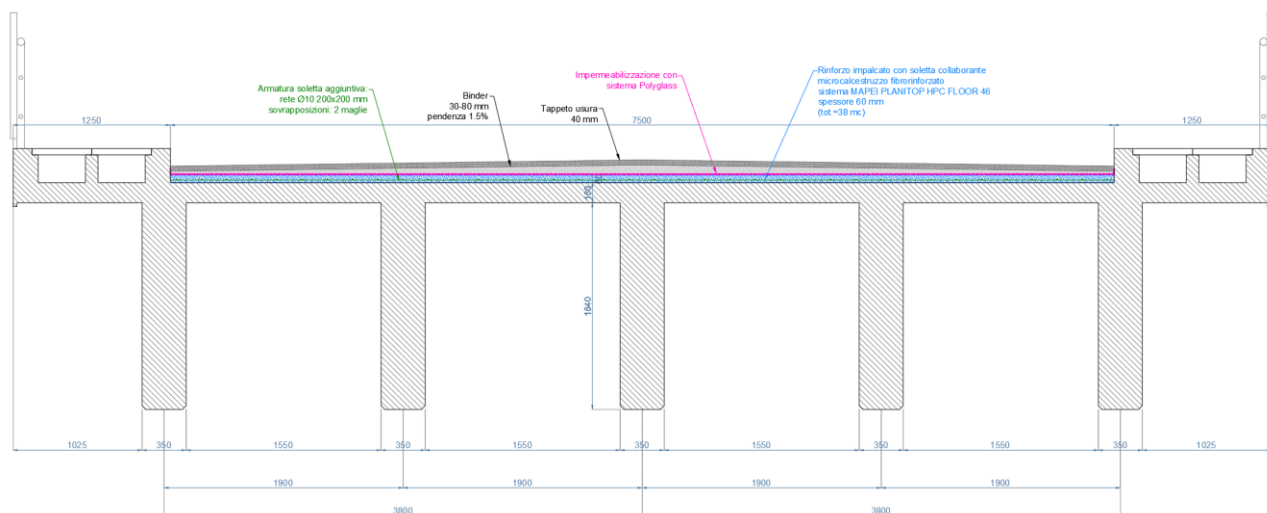 Armatura soletta aggiuntiva:
rete Ø10 200x200 mm
sovrapposizioni: 2 maglie
Binder
30-80 mm
pendenza 1.5%
Tappeto usura
40 mm
Impermeabilizzazione con
sistema Polyglass
Rinforzo impalcato con soletta collaborante
microcalcestruzzo fibrorinforzato
sistema MAPEI PLANITOP HPC FLOOR 46
spessore 60 mm
(tot.~38 mc)
1250
7500
1250
160
1640
1025
350
1550
350
1550
350
1550
350
1550
350
1025
1900
1900
1900
1900
3800
3800